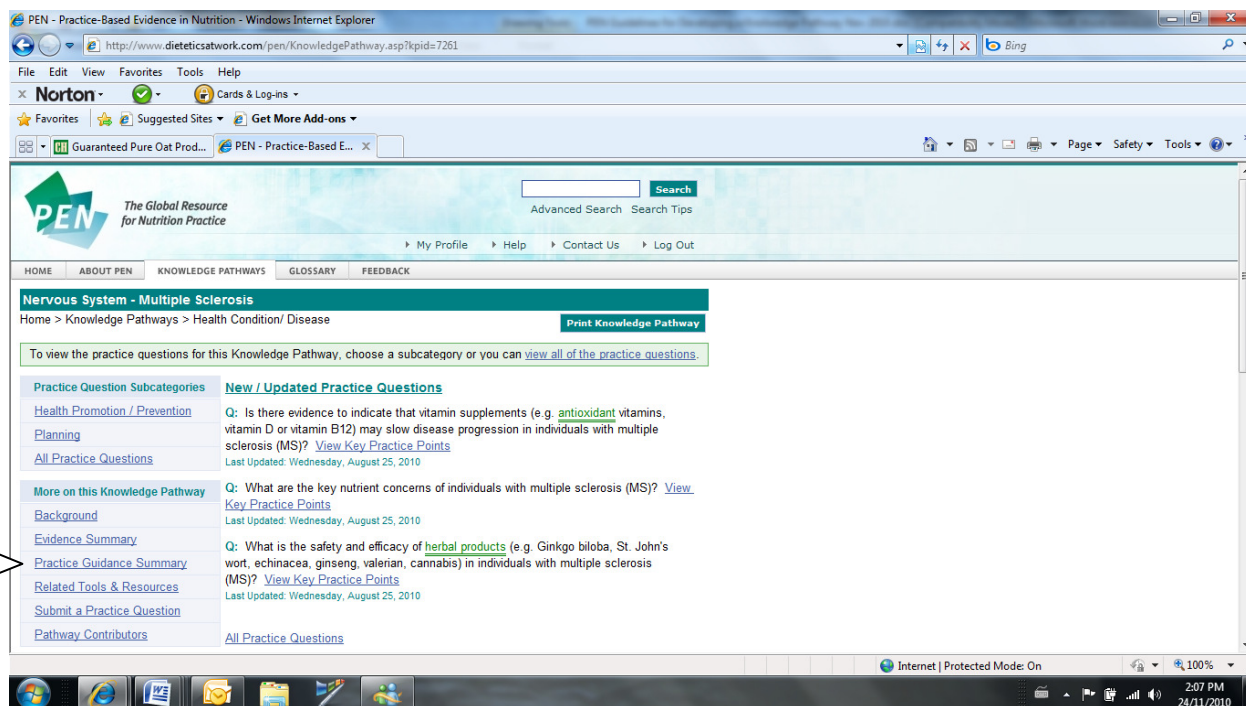 PEN - Practice-Based Evidence in Nutrition - Windows Internet Explorer
http://www.dieteticsatwork.com/pen/KnowledgePathway.asp?kpid=7261
Bing
File Edit View Favorites Tools Help
x Norton Cards & Log-ins
Favorites Suggested Sites Get More Add-ons
Guaranteed Pure Oat Prod... PEN - Practice-Based E... x
Page Safety Tools
PEN
The Global Resource
for Nutrition Practice
Search
Advanced Search Search Tips
My Profile Help Contact Us Log Out
HOME ABOUT PEN KNOWLEDGE PATHWAYS GLOSSARY FEEDBACK
Nervous System - Multiple Sclerosis
Home > Knowledge Pathways > Health Condition/ Disease
Print Knowledge Pathway
To view the practice questions for this Knowledge Pathway, choose a subcategory or you can view all of the practice questions.
Practice Question Subcategories
Health Promotion / Prevention
Planning
All Practice Questions
More on this Knowledge Pathway
Background
Evidence Summary
Practice Guidance Summary
Related Tools & Resources
Submit a Practice Question
Pathway Contributors
New / Updated Practice Questions
Q: Is there evidence to indicate that vitamin supplements (e.g. antioxidant vitamins,
vitamin D or vitamin B12) may slow disease progression in individuals with multiple
sclerosis (MS)? View Key Practice Points
Last Updated: Wednesday, August 25, 2010
Q: What are the key nutrient concerns of individuals with multiple sclerosis (MS)? View
Key Practice Points
Last Updated: Wednesday, August 25, 2010
Q: What is the safety and efficacy of herbal products (e.g. Ginkgo biloba, St. John's
wort, echinacea, ginseng, valerian, cannabis) in individuals with multiple sclerosis
(MS)? View Key Practice Points
Last Updated: Wednesday, August 25, 2010
All Practice Questions
Internet | Protected Mode: On
100%
2:07 PM
24/11/2010